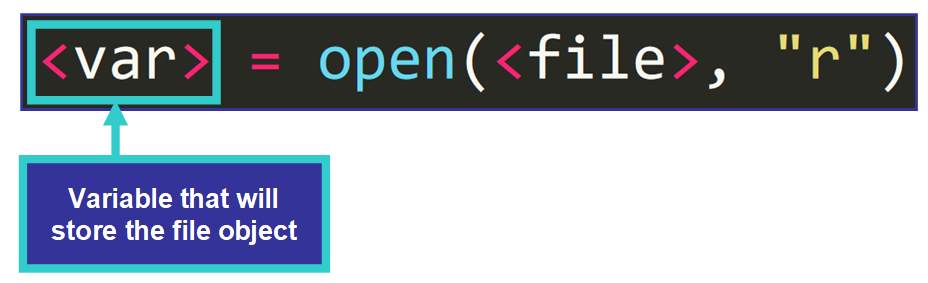 <var> = open(<file>, "r")
Variable that will
store the file object